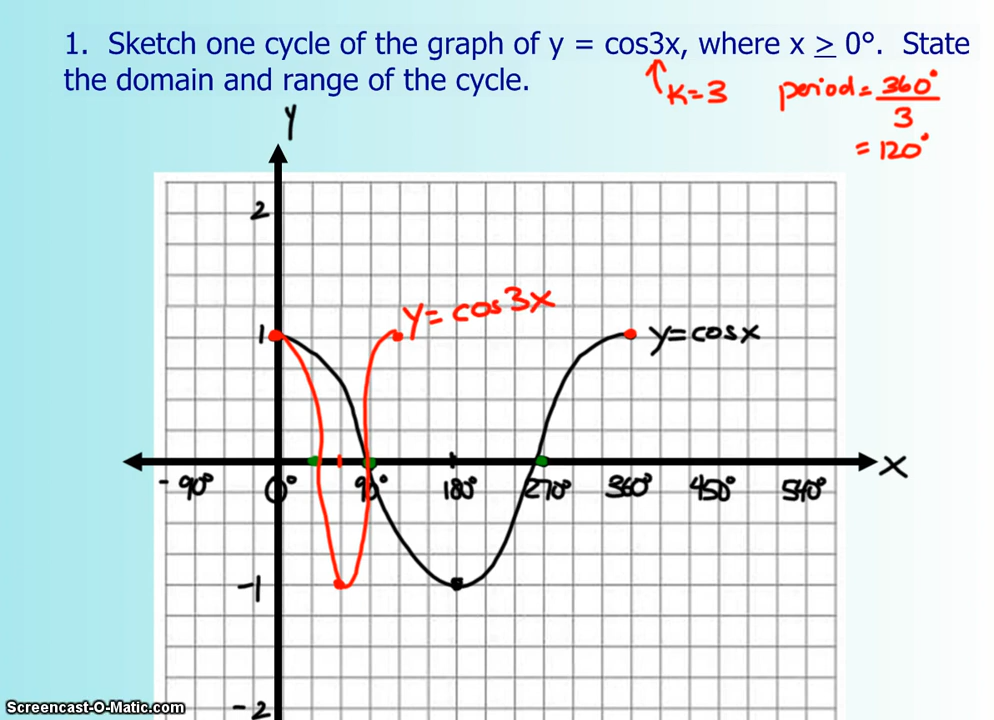 1. Sketch one cycle of the graph of y = cos3x, where x ≥ 0°. State
the domain and range of the cycle.
K=3
period = 360°/3
= 120°
Y
2
y=cos3x
1
y=cosx
X
-90° 0° 90° 180° 270° 360° 450° 540°
-1
-2
Screencast-O-Matic.com